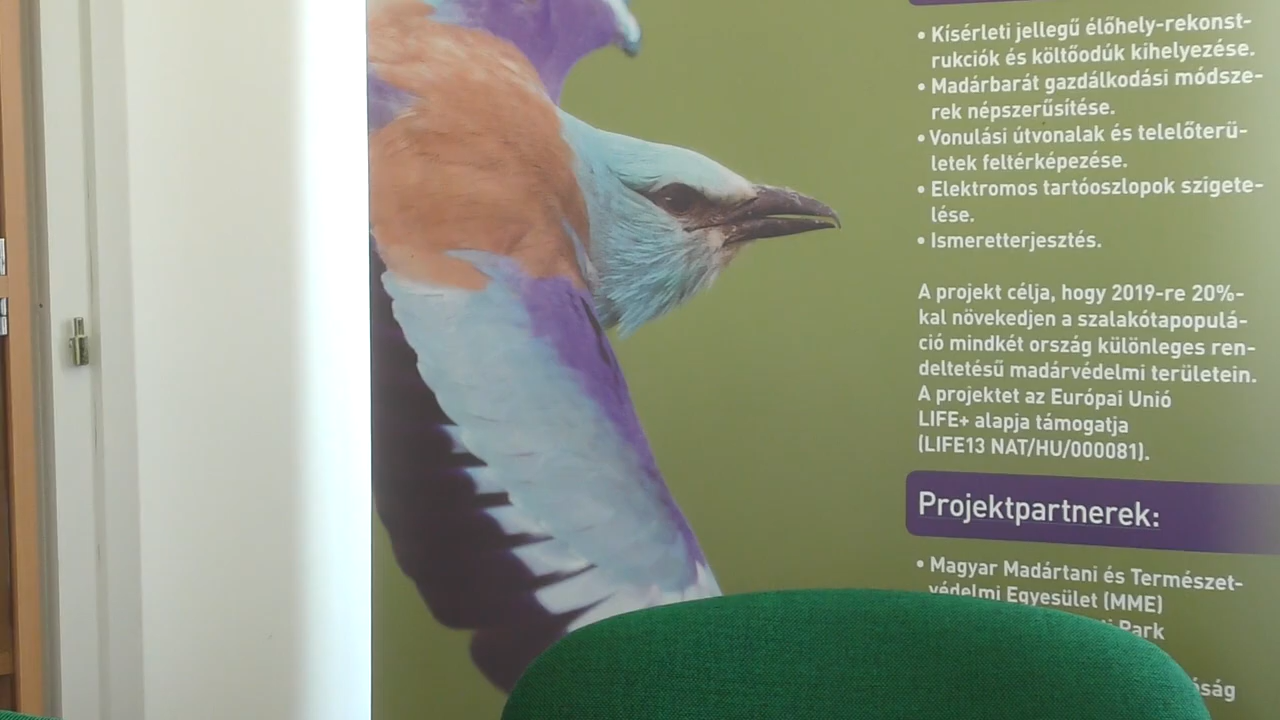 • Kísérleti jellegű élőhely-rekonst-
rukciók és költőodúk kihelyezése.
• Madárbarát gazdálkodási módsze-
rek népszerűsítése.
• Vonulási útvonalak és telelőterü-
letek feltérképezése.
• Elektromos tartóoszlopok szigete-
lése.
• Ismeretterjesztés.
A projekt célja, hogy 2019-re 20%-
kal növekedjen a szalakótapopulá-
ció mindkét ország különleges ren-
deltetésű madárvédelmi területein.
A projektet az Európai Unió
LIFE+ alapja támogatja
(LIFE13 NAT/HU/000081).
Projektpartnerek:
• Magyar Madártani és Természet-
védelmi Egyesület (MME)
Park